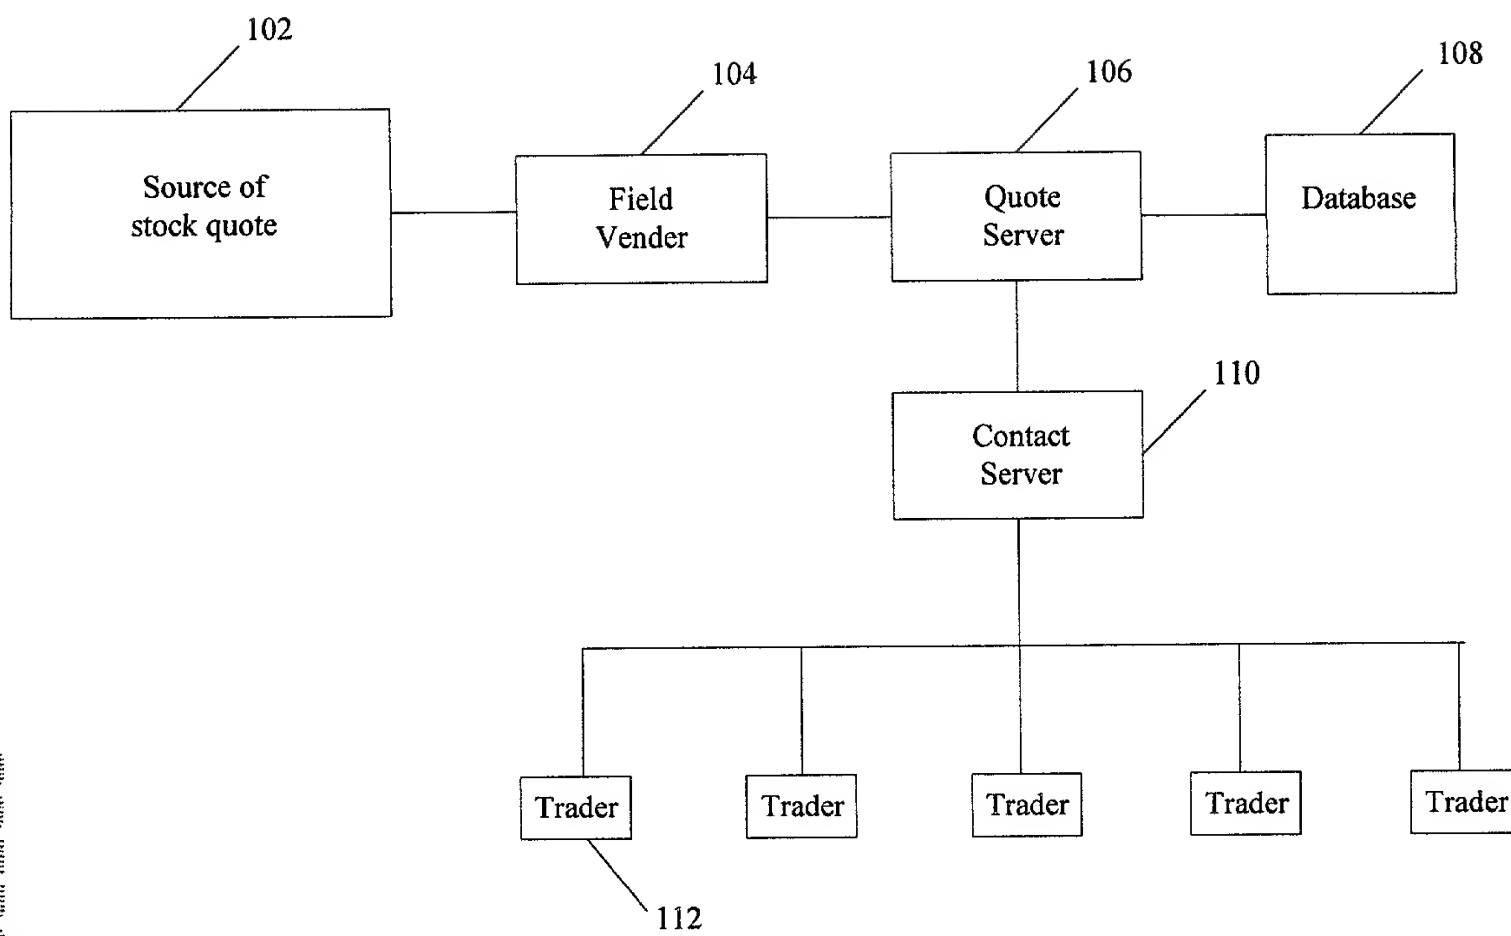 102
104
106
108
Source of
stock quote
Field
Vender
Quote
Server
Database
110
Contact
Server
Trader
Trader
Trader
Trader
Trader
112